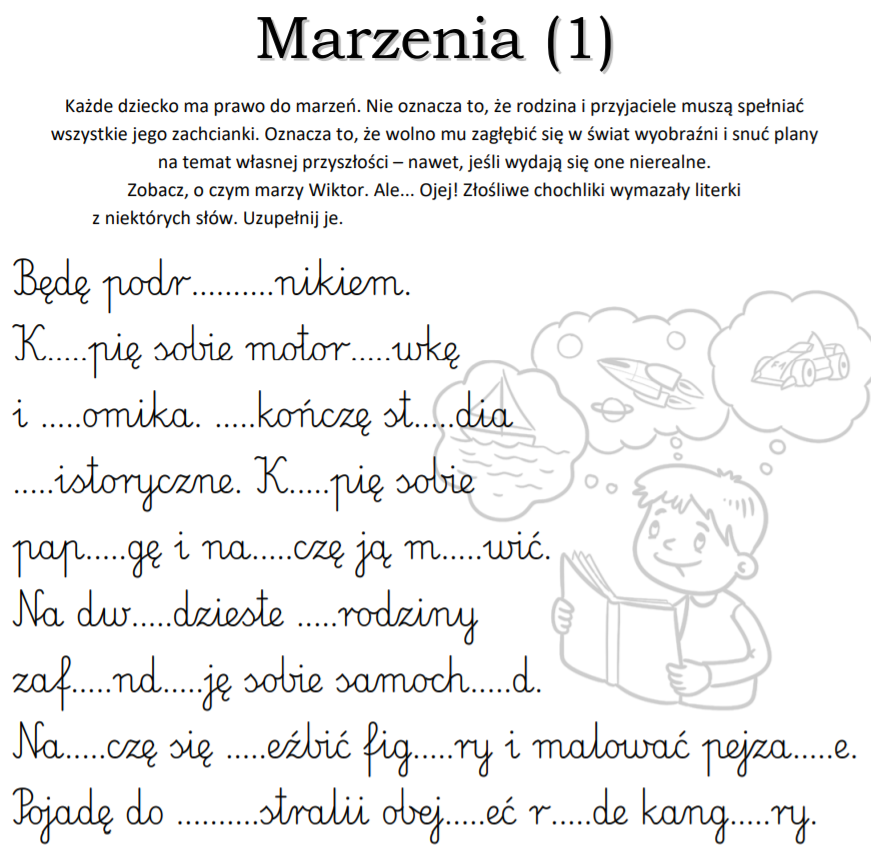 Marzenia (1)
Każde dziecko ma prawo do marzeń. Nie oznacza to, że rodzina i przyjaciele muszą spełniać
wszystkie jego zachcianki. Oznacza to, że wolno mu zagłębić się w świat wyobraźni i snuć plany
na temat własnej przyszłości – nawet, jeśli wydają się one nierealne.
Zobacz, o czym marzy Wiktor. Ale... Ojej! Złośliwe chochliki wymazały literki
z niektórych słów. Uzupełnij je.
Będę podr..........nikiem.
K.....pię sobie motor.....wkę
i .....omika. .....kończę st.....dia
.....istoryczne. K.....pię sobie
pap.....gę i na.....czę ją m.....wić.
Na dw.....dzieste .....rodziny
zaf.....nd.....ję sobie samoch.....d.
Na.....czę się .....eźbić fig.....ry i malować pejza.....e.
Pojadę do ..........stralii obej.....eć r.....de kang.....ry.